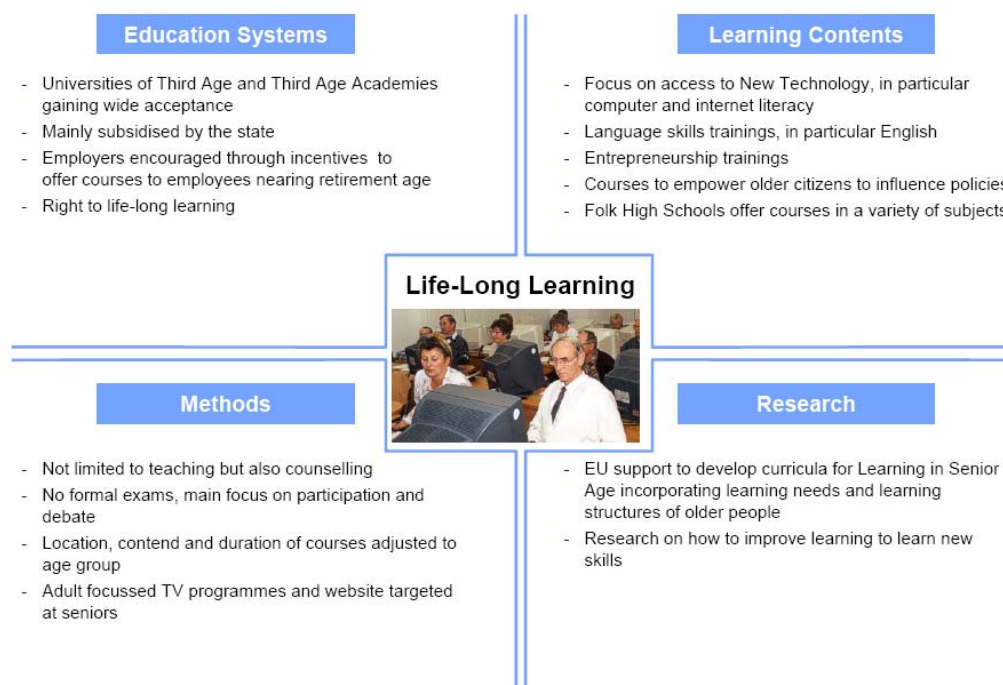 Education Systems
- Universities of Third Age and Third Age Academies
gaining wide acceptance
- Mainly subsidised by the state
- Employers encouraged through incentives to
offer courses to employees nearing retirement age
- Right to life-long learning
Learning Contents
- Focus on access to New Technology, in particular
computer and internet literacy
- Language skills trainings, in particular English
- Entrepreneurship trainings
- Courses to empower older citizens to influence policies
- Folk High Schools offer courses in a variety of subjects
Life-Long Learning
Methods
- Not limited to teaching but also counselling
- No formal exams, main focus on participation and
debate
- Location, contend and duration of courses adjusted to
age group
- Adult focussed TV programmes and website targeted
at seniors
Research
- EU support to develop curricula for Learning in Senior
Age incorporating learning needs and learning
structures of older people
- Research on how to improve learning to learn new
skills